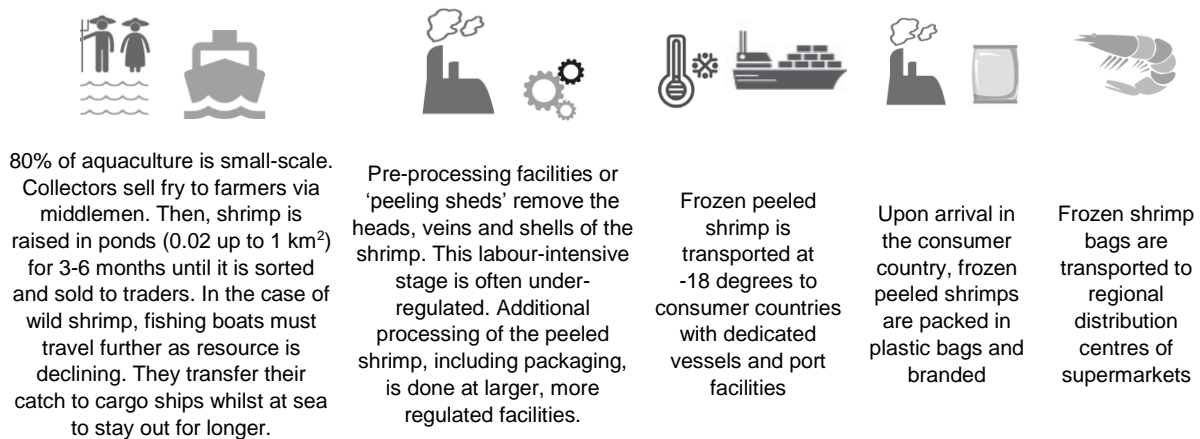 80% of aquaculture is small-scale.
Collectors sell fry to farmers via
middlemen. Then, shrimp is
raised in ponds (0.02 up to 1 km²)
for 3-6 months until it is sorted
and sold to traders. In the case of
wild shrimp, fishing boats must
travel further as resource is
declining. They transfer their
catch to cargo ships whilst at sea
to stay out for longer.
Pre-processing facilities or
‘peeling sheds’ remove the
heads, veins and shells of the
shrimp. This labour-intensive
stage is often under-
regulated. Additional
processing of the peeled
shrimp, including packaging,
is done at larger, more
regulated facilities.
Frozen peeled
shrimp is
transported at
-18 degrees to
consumer countries
with dedicated
vessels and port
facilities
Upon arrival in
the consumer
country, frozen
peeled shrimps
are packed in
plastic bags and
branded
Frozen shrimp
bags are
transported to
regional
distribution
centres of
supermarkets